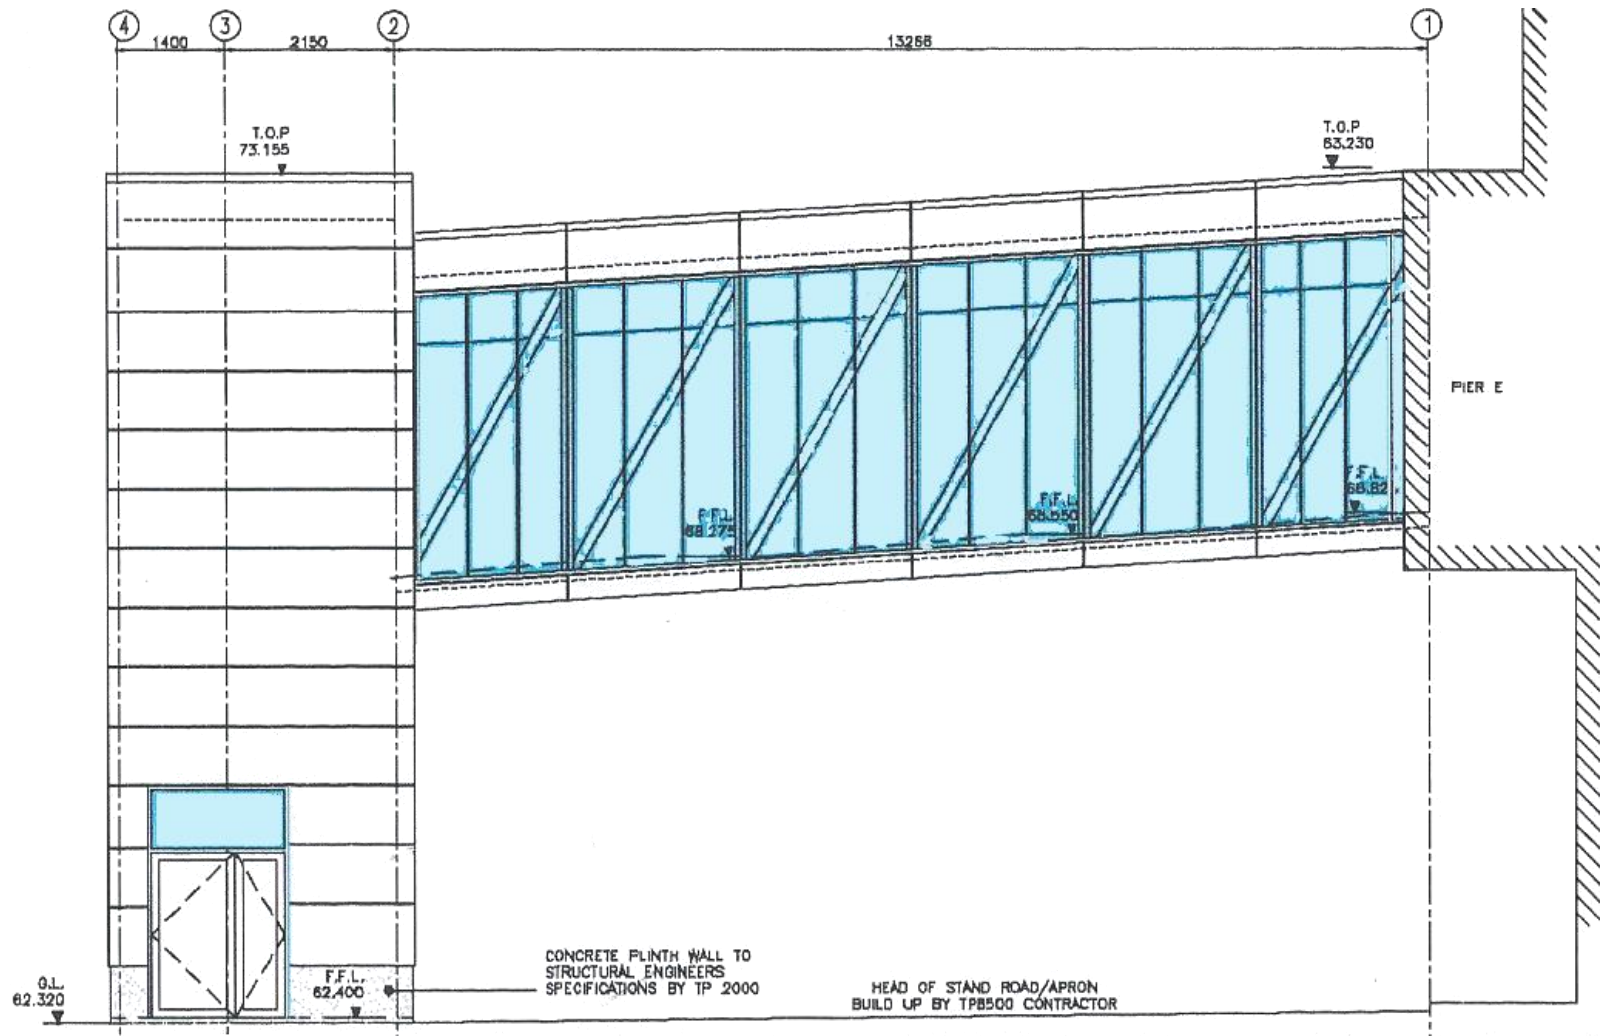 4 3 2 1
1400 2150 13286
T.O.P
73.155
T.O.P
63.230
PIER E
F.F.L.
68.82
F.F.L.
68.550
F.F.L.
68.275
CONCRETE PLINTH WALL TO
STRUCTURAL ENGINEERS
SPECIFICATIONS BY TP 2000
F.F.L.
62.400
G.L.
62.320
HEAD OF STAND ROAD/APRON
BUILD UP BY TP8500 CONTRACTOR